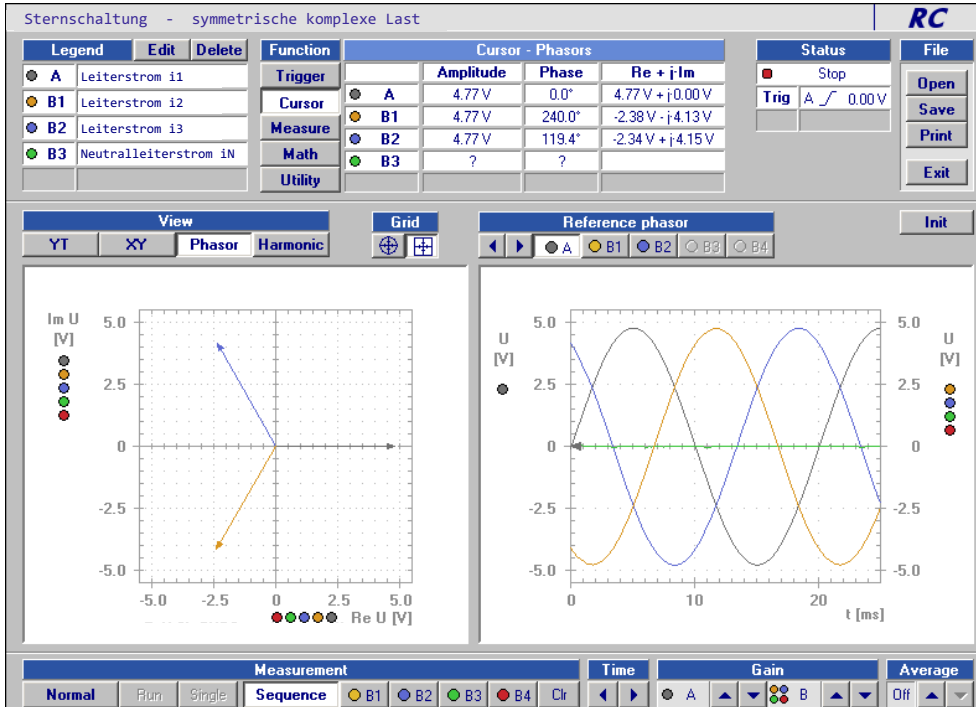 Sternschaltung - symmetrische komplexe Last RC
Legend Edit Delete Function Cursor - Phasors Status File
A Leiterstrom i1 Trigger Amplitude Phase Re + j·Im Stop Open
B1 Leiterstrom i2 Cursor A 4.77 V 0.0° 4.77 V + j·0.00 V Trig A 0.00 V Save
B2 Leiterstrom i3 Measure B1 4.77 V 240.0° -2.38 V - j·4.13 V Print
B3 Neutralleiterstrom iN Math B2 4.77 V 119.4° -2.34 V + j·4.15 V
Utility B3 ? ? Exit
View Grid Reference phasor Init
YT XY Phasor Harmonic A B1 B2 B3 B4
Im U [V]
5.0
2.5
0
-2.5
-5.0
-5.0 -2.5 0 2.5 5.0
Re U [V]
U [V]
5.0
2.5
0
-2.5
-5.0
0 10 20
t [ms]
5.0
2.5
0
-2.5
-5.0
U [V]
Measurement Time Gain Average
Normal Run Single Sequence B1 B2 B3 B4 Clr A B Off